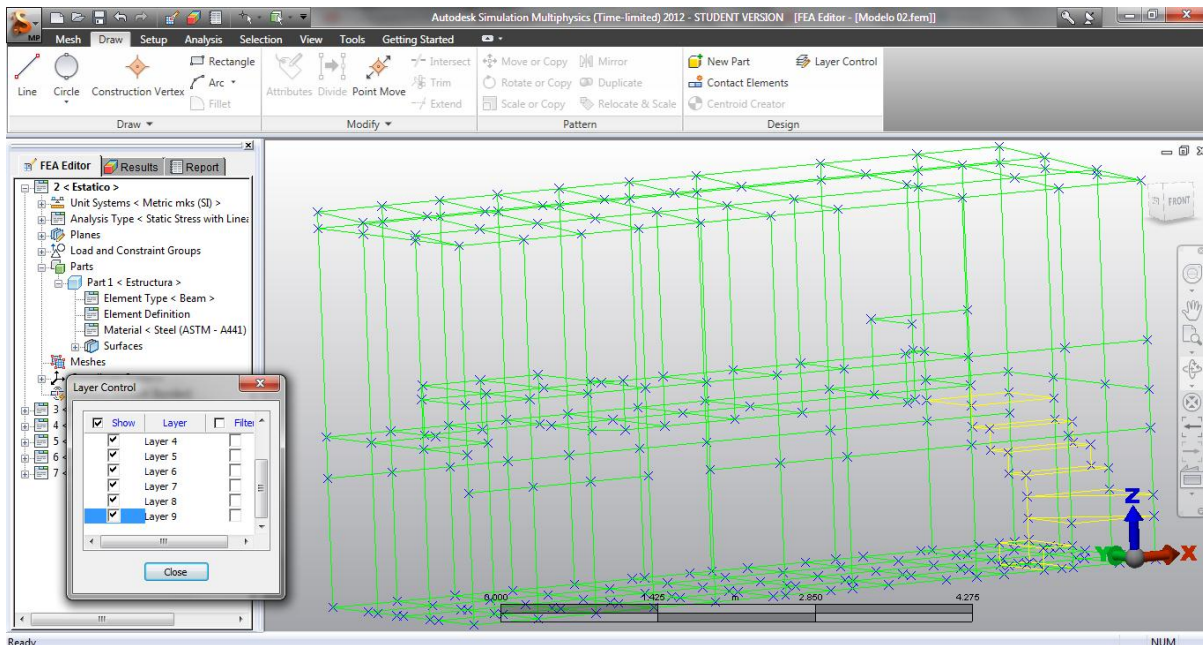 Autodesk Simulation Multiphysics (Time-limited) 2012 - STUDENT VERSION [FEA Editor - [Modelo 02.fem]]
MP Mesh Draw Setup Analysis Selection View Tools Getting Started
Line Circle Construction Vertex Rectangle Arc Fillet
Attributes Divide Point Move Intersect Trim Extend
Move or Copy Mirror
Rotate or Copy Duplicate
Scale or Copy Relocate & Scale
New Part Layer Control
Contact Elements
Centroid Creator
Draw Modify Pattern Design
FEA Editor Results Report
2 < Estatico >
Unit Systems < Metric mks (SI) >
Analysis Type < Static Stress with Linea
Planes
Load and Constraint Groups
Parts
Part 1 < Estructura >
Element Type < Beam >
Element Definition
Material < Steel (ASTM - A441)
Surfaces
Meshes
3 <
4
5
6
7 <
Layer Control
Show Layer Filter
Layer 4
Layer 5
Layer 6
Layer 7
Layer 8
Layer 9
Close
FRONT
Z
Y X
0.000 1.425 m 2.850 4.275
Ready NUM